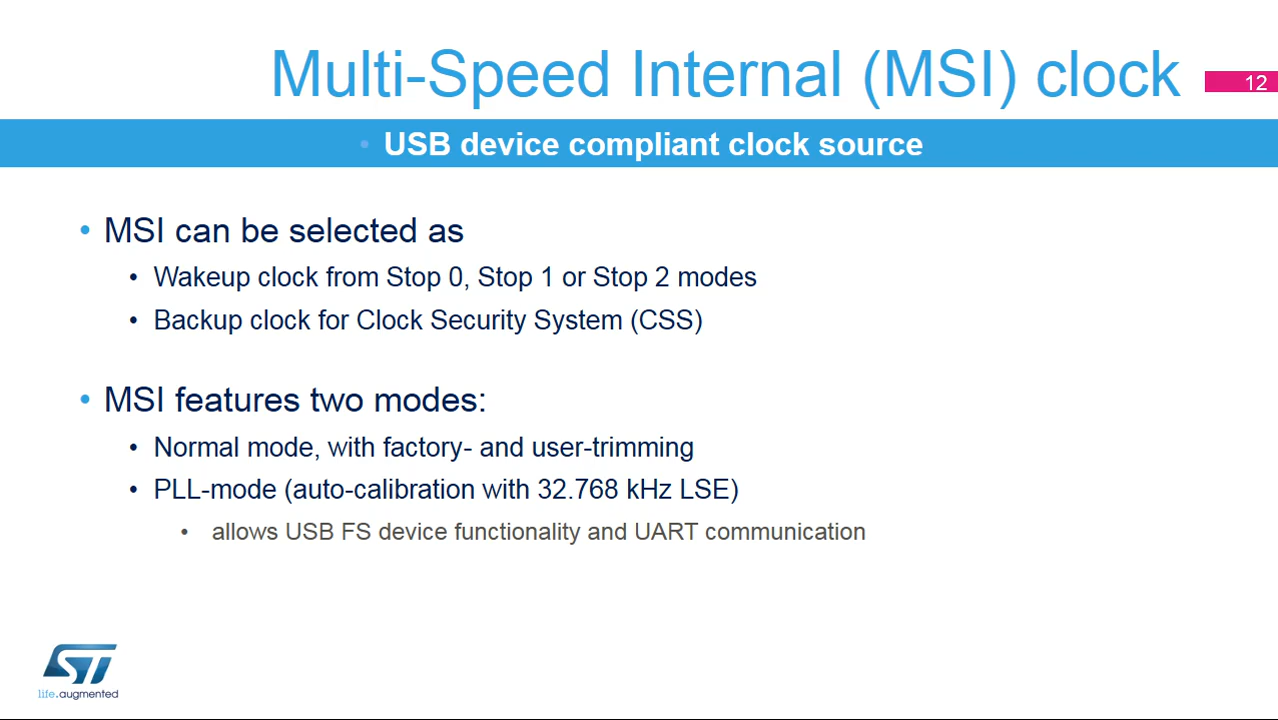 Multi-Speed Internal (MSI) clock
12
• USB device compliant clock source
• MSI can be selected as
• Wakeup clock from Stop 0, Stop 1 or Stop 2 modes
• Backup clock for Clock Security System (CSS)
• MSI features two modes:
• Normal mode, with factory- and user-trimming
• PLL-mode (auto-calibration with 32.768 kHz LSE)
• allows USB FS device functionality and UART communication
ST
life.augmented